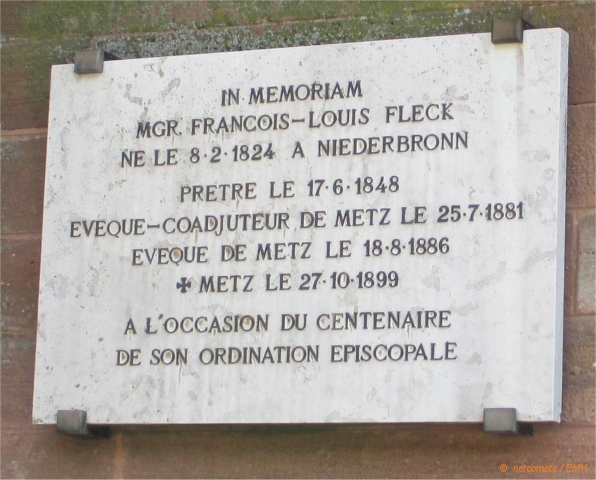 IN MEMORIAM
MGR. FRANCOIS-LOUIS FLECK
NE LE 8·2·1824 A NIEDERBRONN
PRETRE LE 17·6·1848
EVEQUE-COADJUTEUR DE METZ LE 25·7·1881
EVEQUE DE METZ LE 18·8·1886
✠ METZ LE 27·10·1899
A L'OCCASION DU CENTENAIRE
DE SON ORDINATION EPISCOPALE
© netcomete / EMH